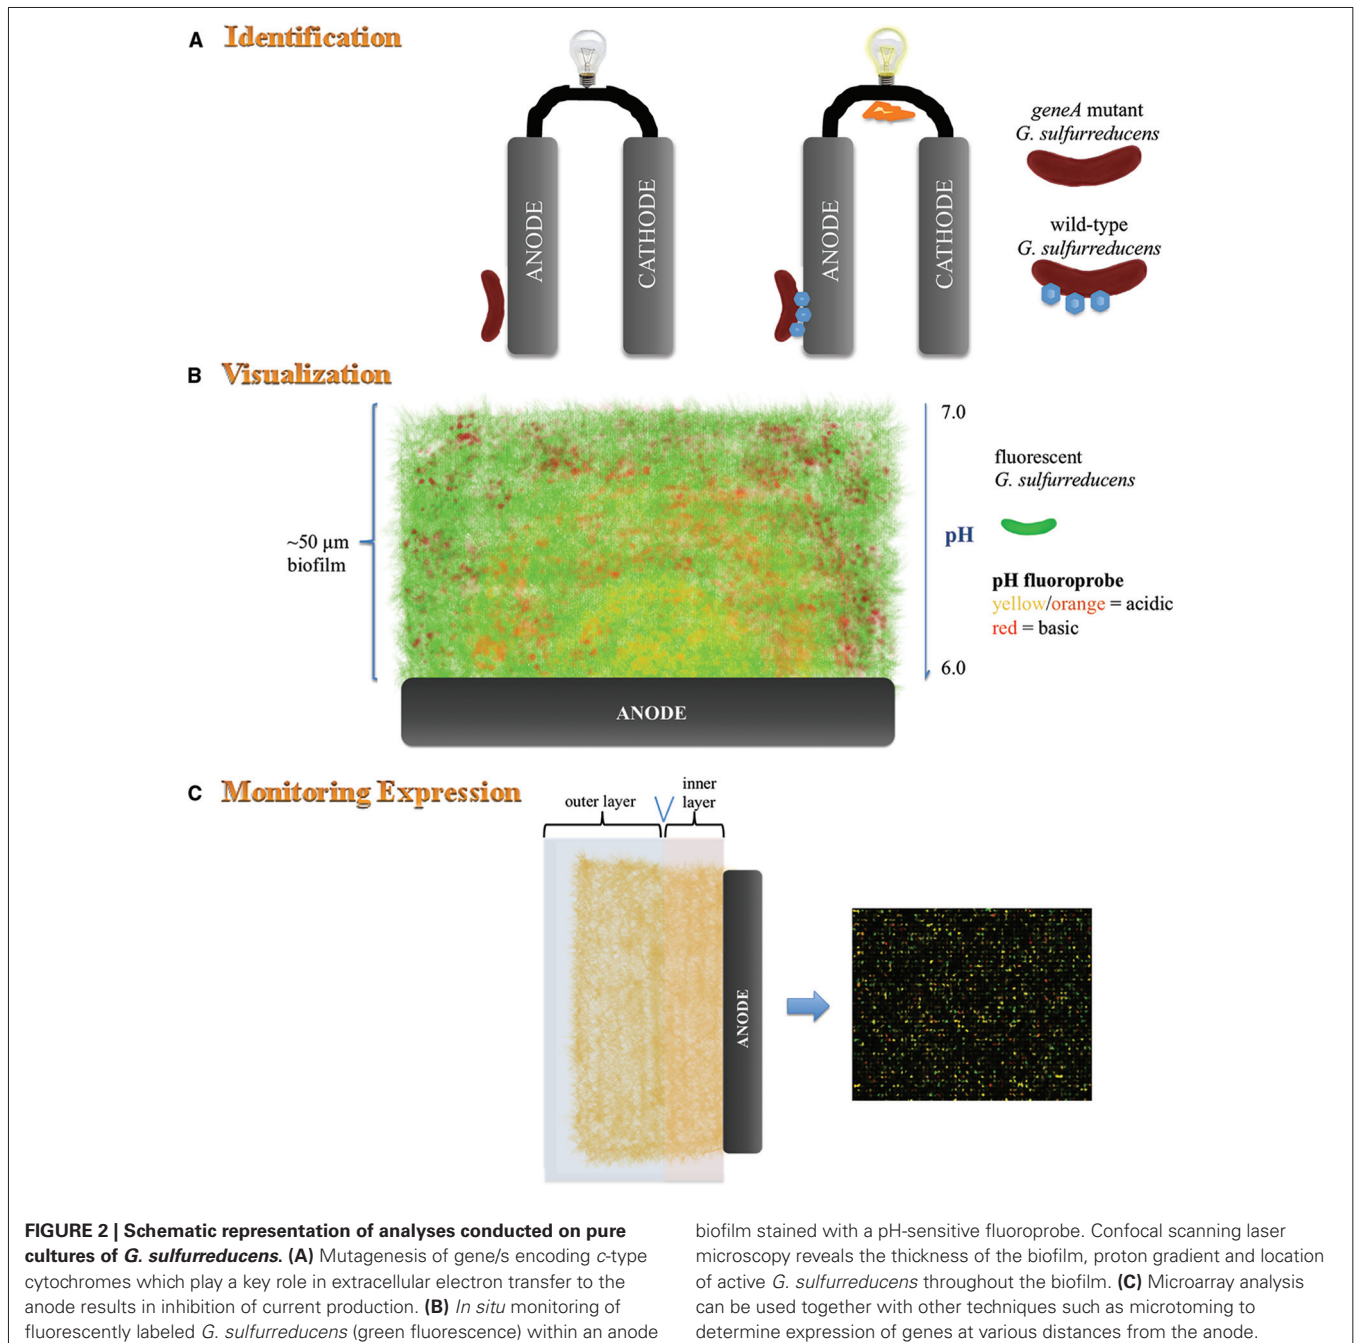 A Identification
geneA mutant
G. sulfurreducens
wild-type
G. sulfurreducens
ANODE
CATHODE
ANODE
CATHODE
B Visualization
~50 μm
biofilm
7.0
pH
6.0
fluorescent
G. sulfurreducens
pH fluoroprobe
yellow/orange = acidic
red = basic
ANODE
C Monitoring Expression
outer layer
inner
layer
ANODE
FIGURE 2 | Schematic representation of analyses conducted on pure
cultures of G. sulfurreducens. (A) Mutagenesis of gene/s encoding c-type
cytochromes which play a key role in extracellular electron transfer to the
anode results in inhibition of current production. (B) In situ monitoring of
fluorescently labeled G. sulfurreducens (green fluorescence) within an anode
biofilm stained with a pH-sensitive fluoroprobe. Confocal scanning laser
microscopy reveals the thickness of the biofilm, proton gradient and location
of active G. sulfurreducens throughout the biofilm. (C) Microarray analysis
can be used together with other techniques such as microtoming to
determine expression of genes at various distances from the anode.